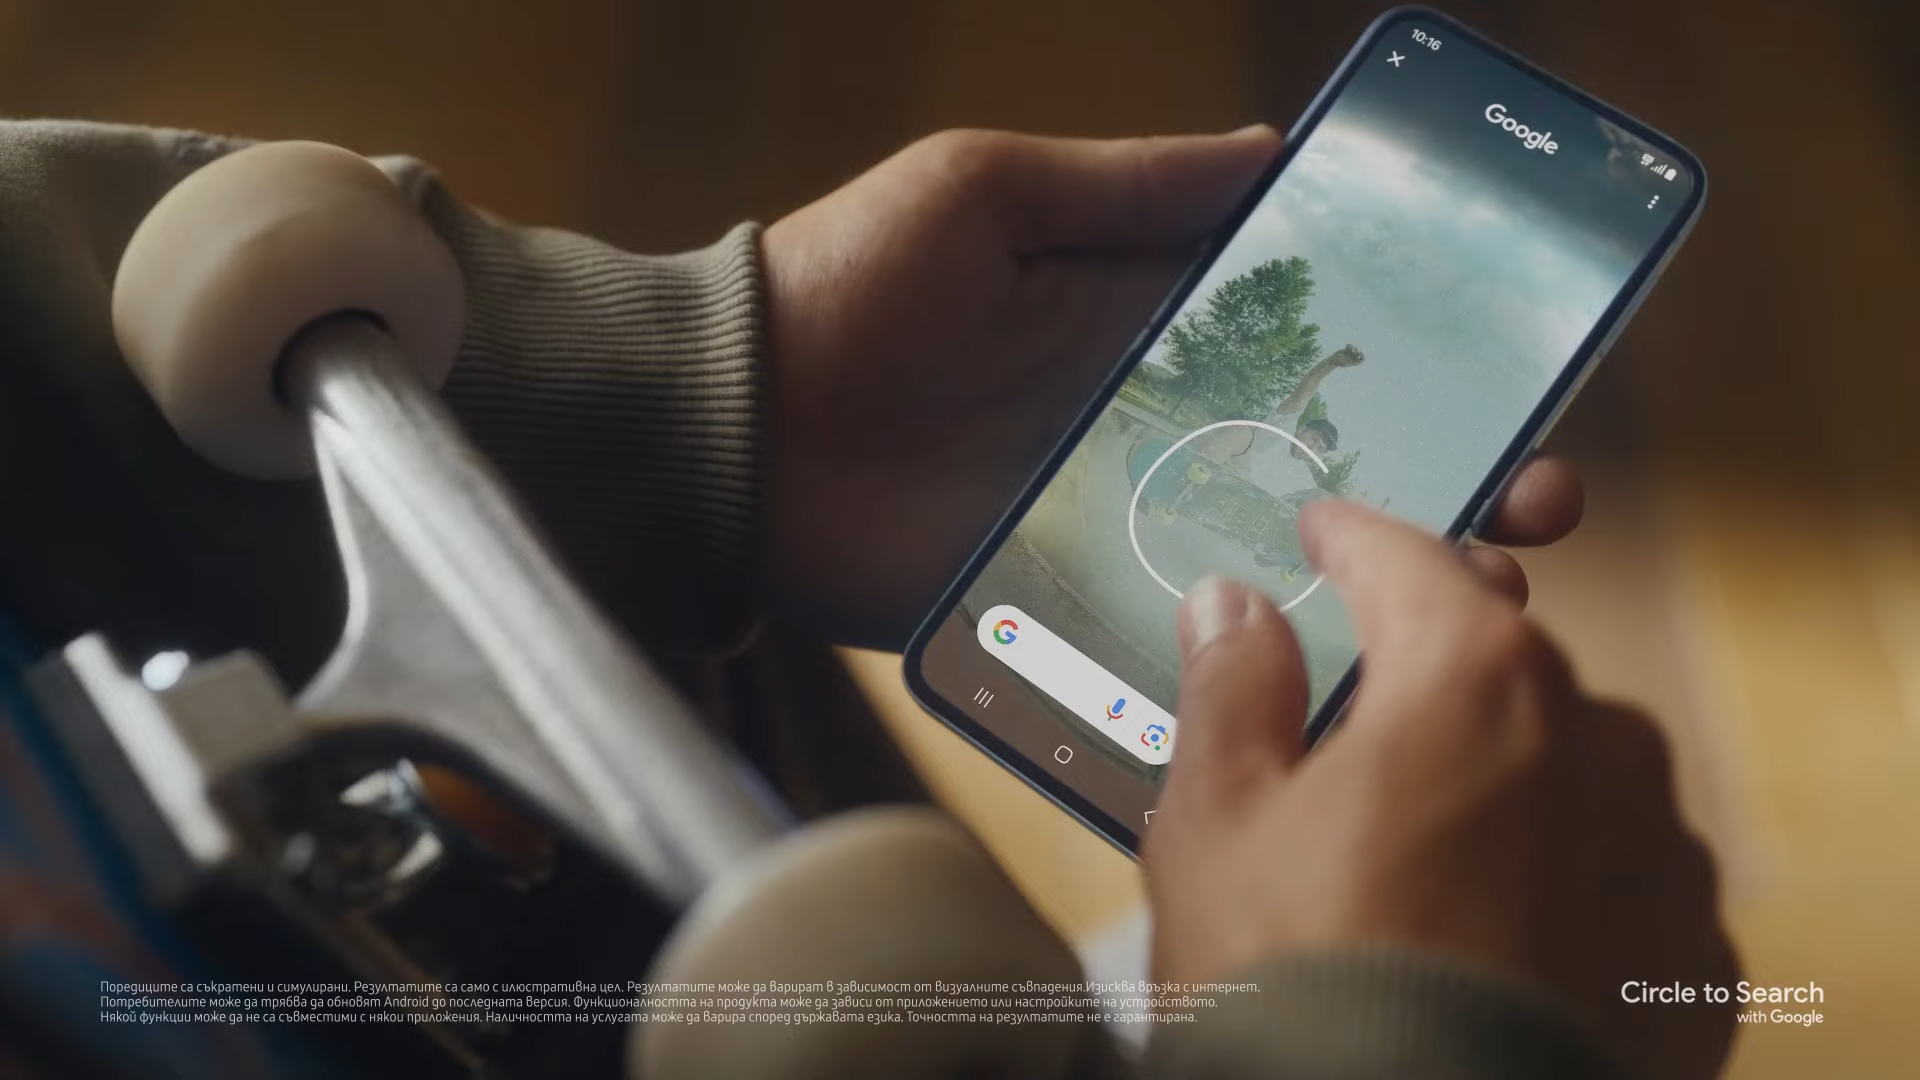 10:16
Google
Поредиците са съкратени и симулирани. Резултатите са само с илюстративна цел. Резултатите може да варират в зависимост от визуалните съвпадения.Изисква връзка с интернет.
Потребителите може да трябва да обновят Android до последната версия. Функционалността на продукта може да зависи от приложението или настройките на устройството.
Някой функции може да не са съвместими с някои приложения. Наличността на услугата може да варира според държавата езика. Точността на резултатите не е гарантирана.
Circle to Search
with Google